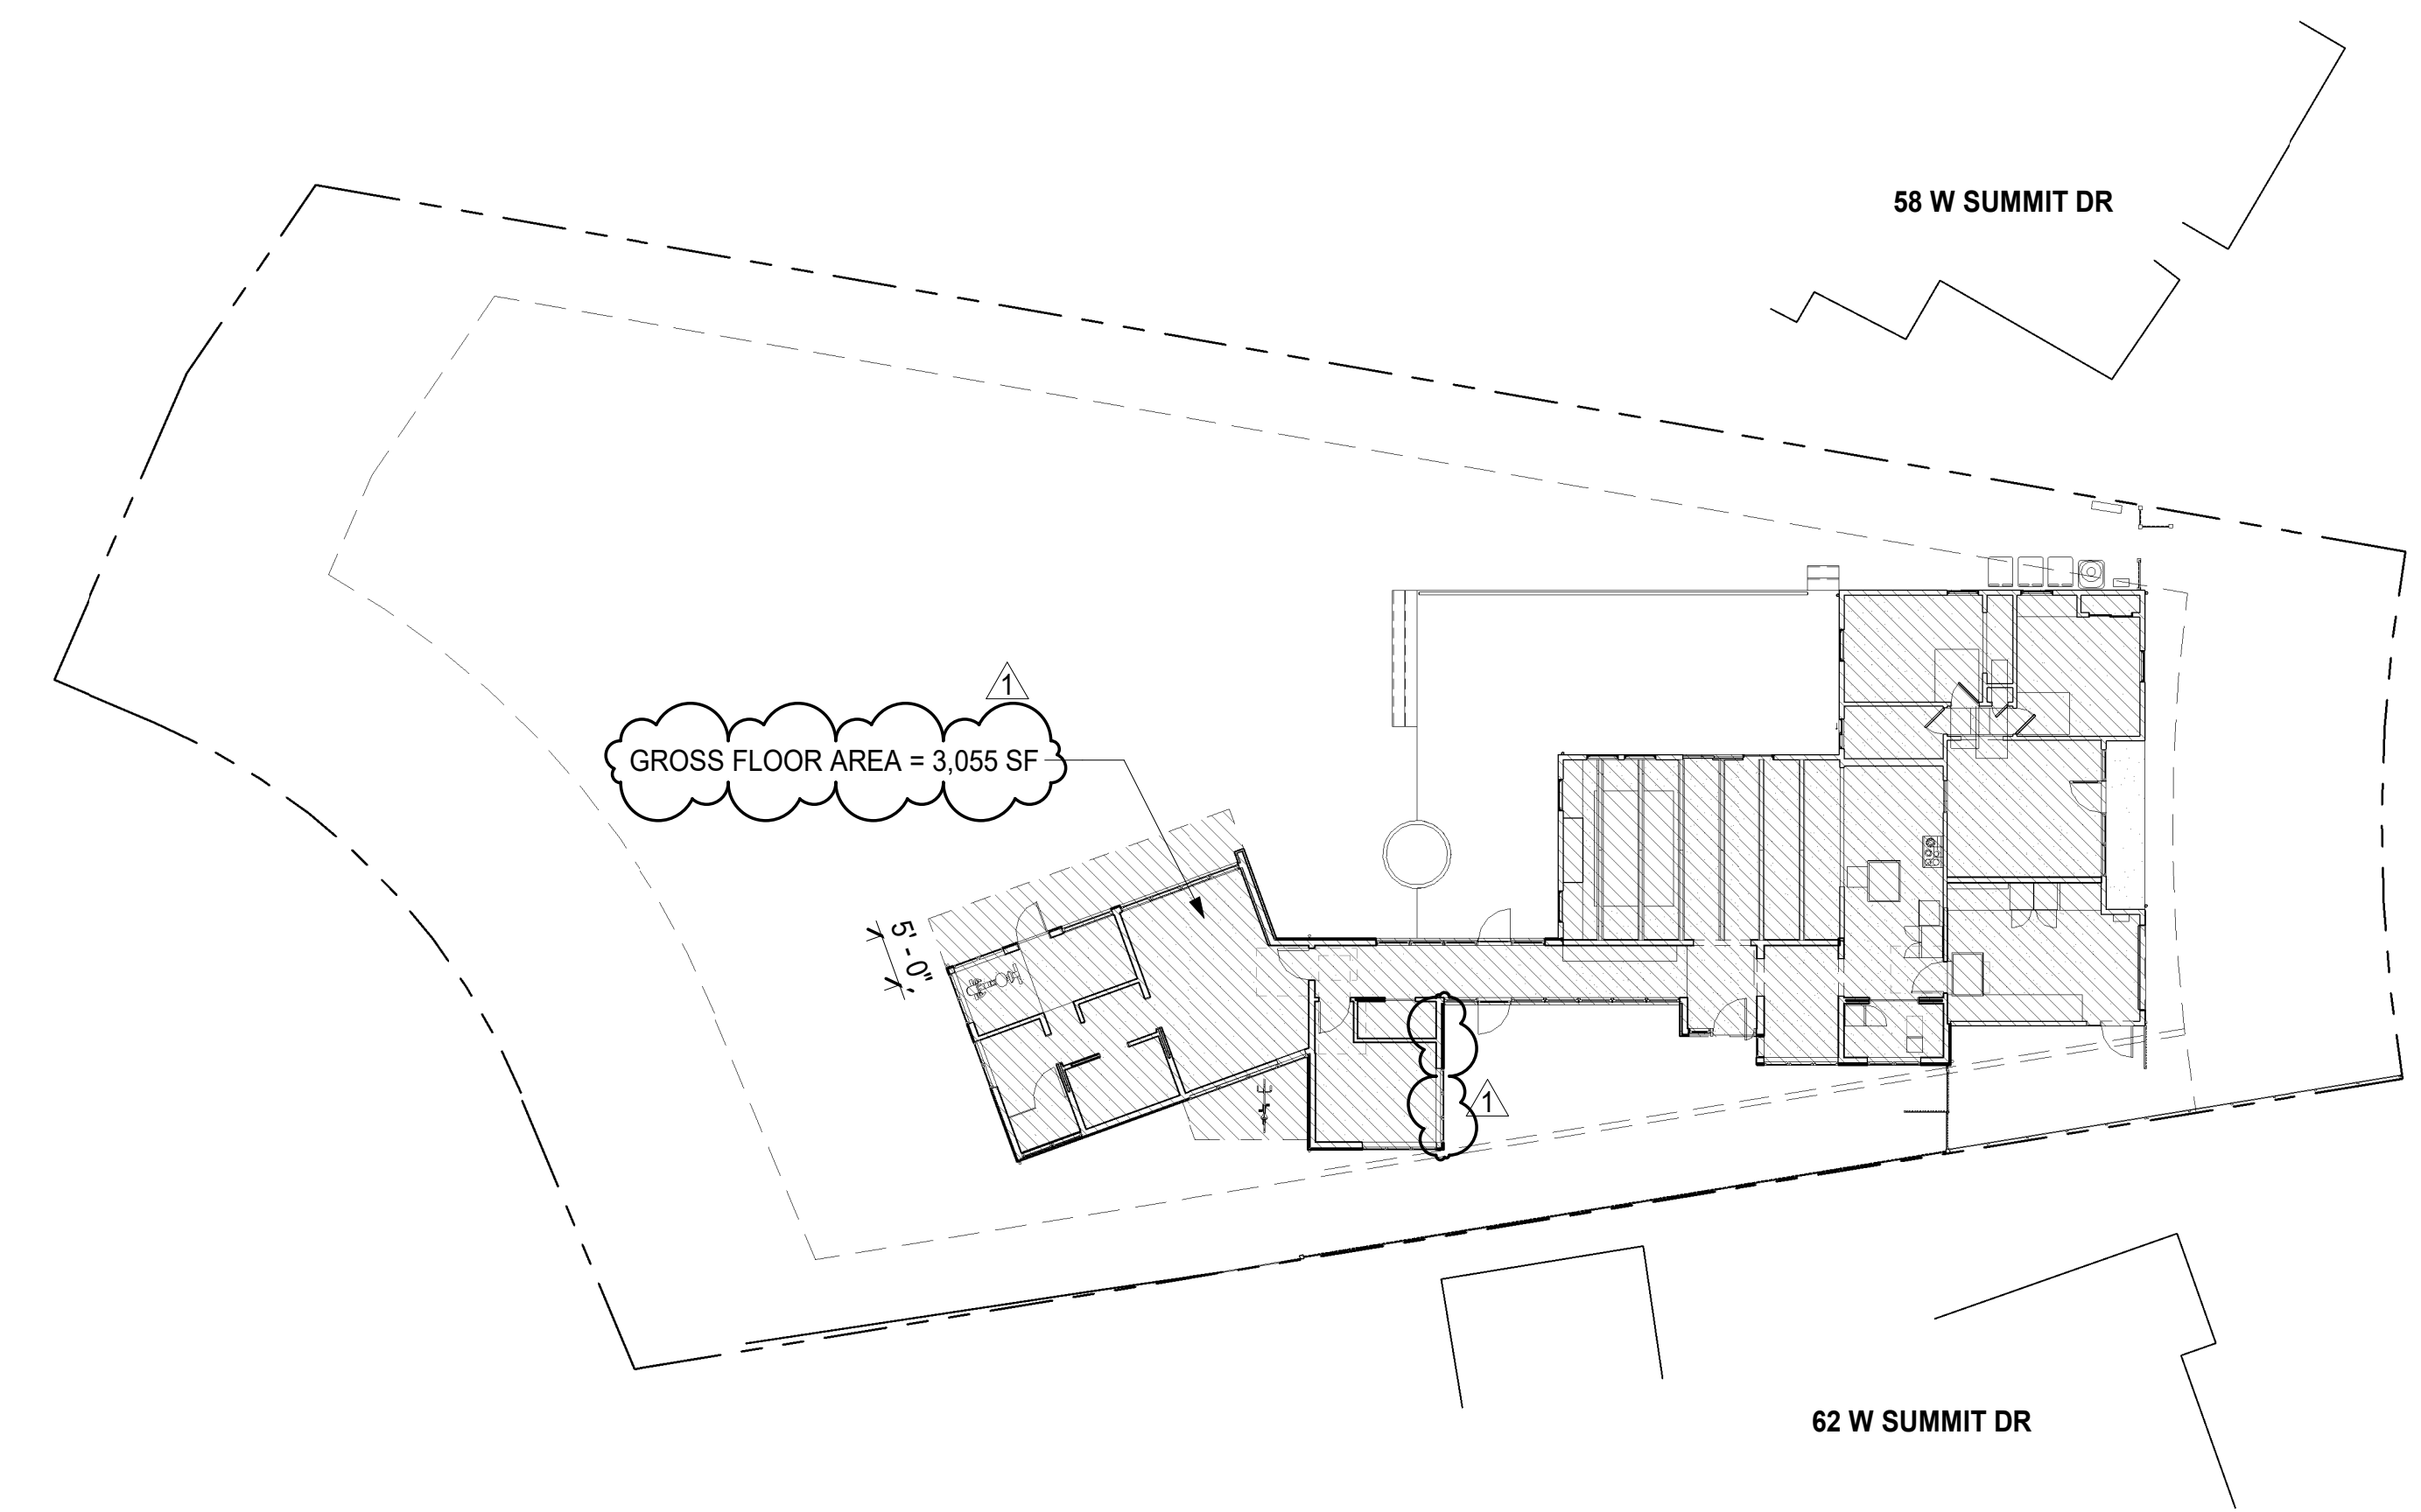 58 W SUMMIT DR
1
GROSS FLOOR AREA = 3,055 SF
5' - 0"
1
62 W SUMMIT DR